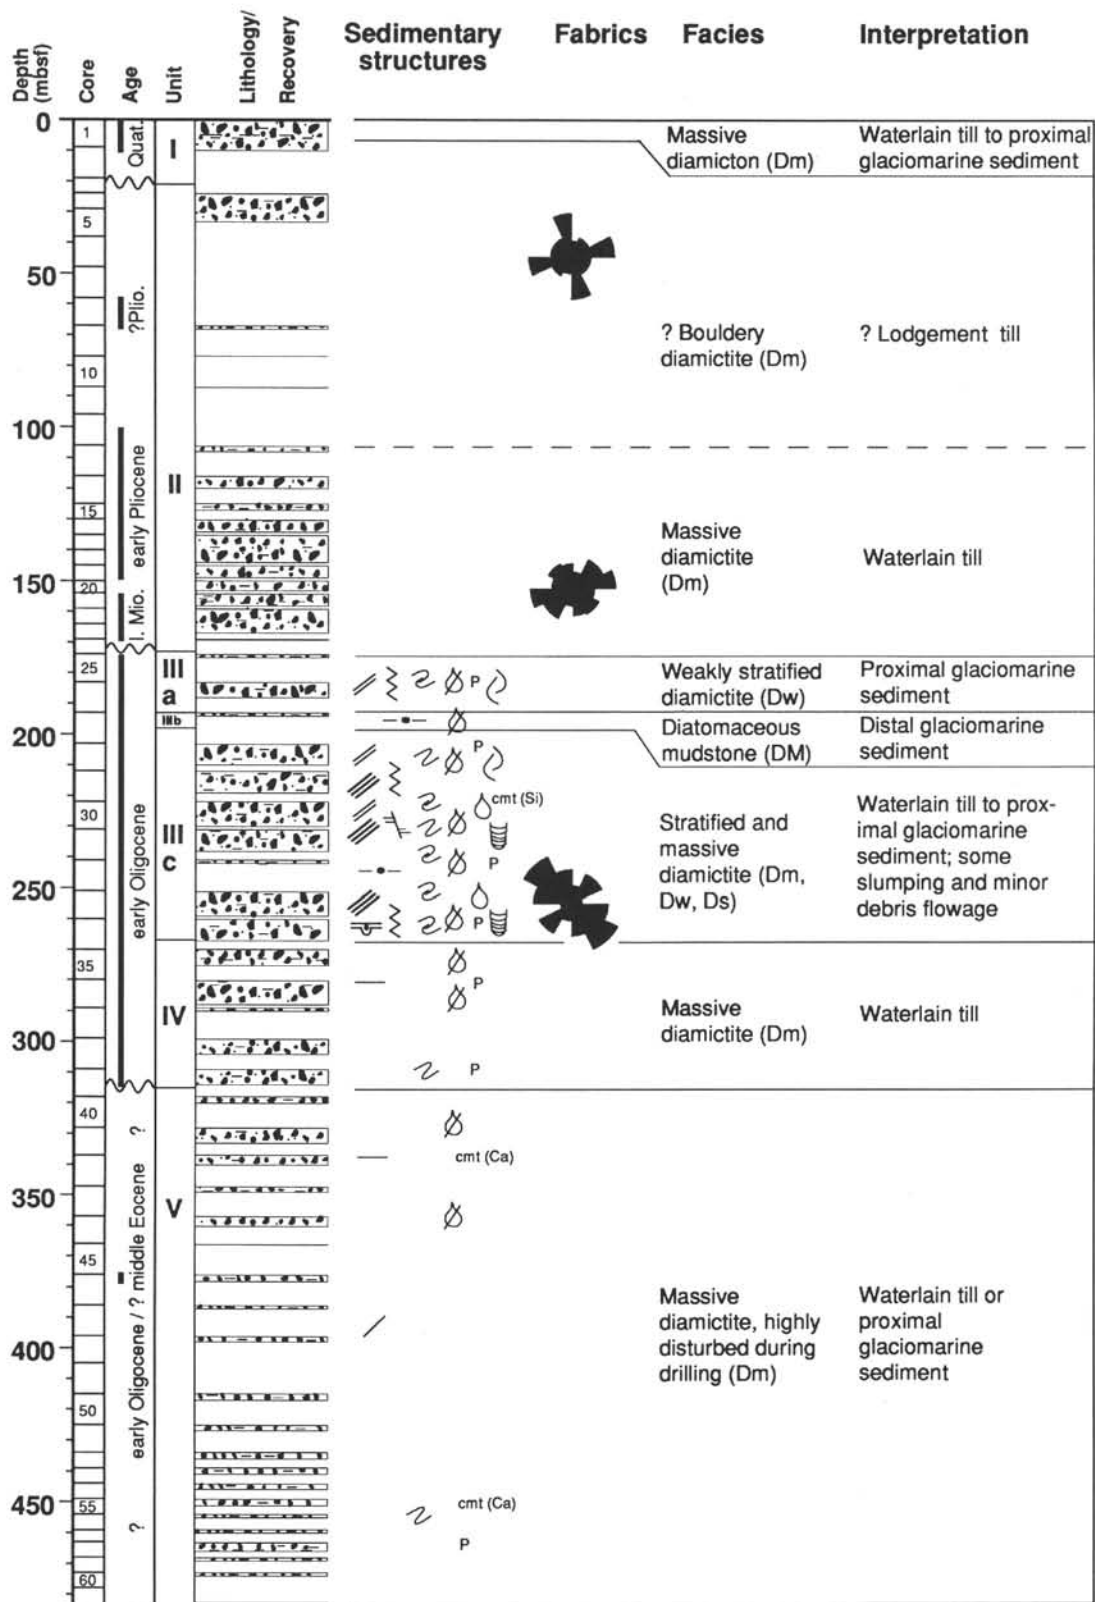 Depth
(mbsf)
Core
Age
Unit
Lithology/
Recovery
Sedimentary
structures
Fabrics
Facies
Interpretation
0
50
100
150
200
250
300
350
400
450
1
5
10
15
20
25
30
35
40
45
50
55
60
Quat.
?Plio.
early Pliocene
l. Mio.
early Oligocene
?
early Oligocene / ? middle Eocene
?
I
II
III
a
IIIb
III
c
IV
V
P
P
cmt (Si)
P
P
P
P
cmt (Ca)
cmt (Ca)
P
Massive
diamicton (Dm)
Waterlain till to proximal
glaciomarine sediment
? Bouldery
diamictite (Dm)
? Lodgement till
Massive
diamictite
(Dm)
Waterlain till
Weakly stratified
diamictite (Dw)
Proximal glaciomarine
sediment
Diatomaceous
mudstone (DM)
Distal glaciomarine
sediment
Stratified and
massive
diamictite (Dm,
Dw, Ds)
Waterlain till to prox-
imal glaciomarine
sediment; some
slumping and minor
debris flowage
Massive
diamictite (Dm)
Waterlain till
Massive
diamictite, highly
disturbed during
drilling (Dm)
Waterlain till or
proximal
glaciomarine
sediment